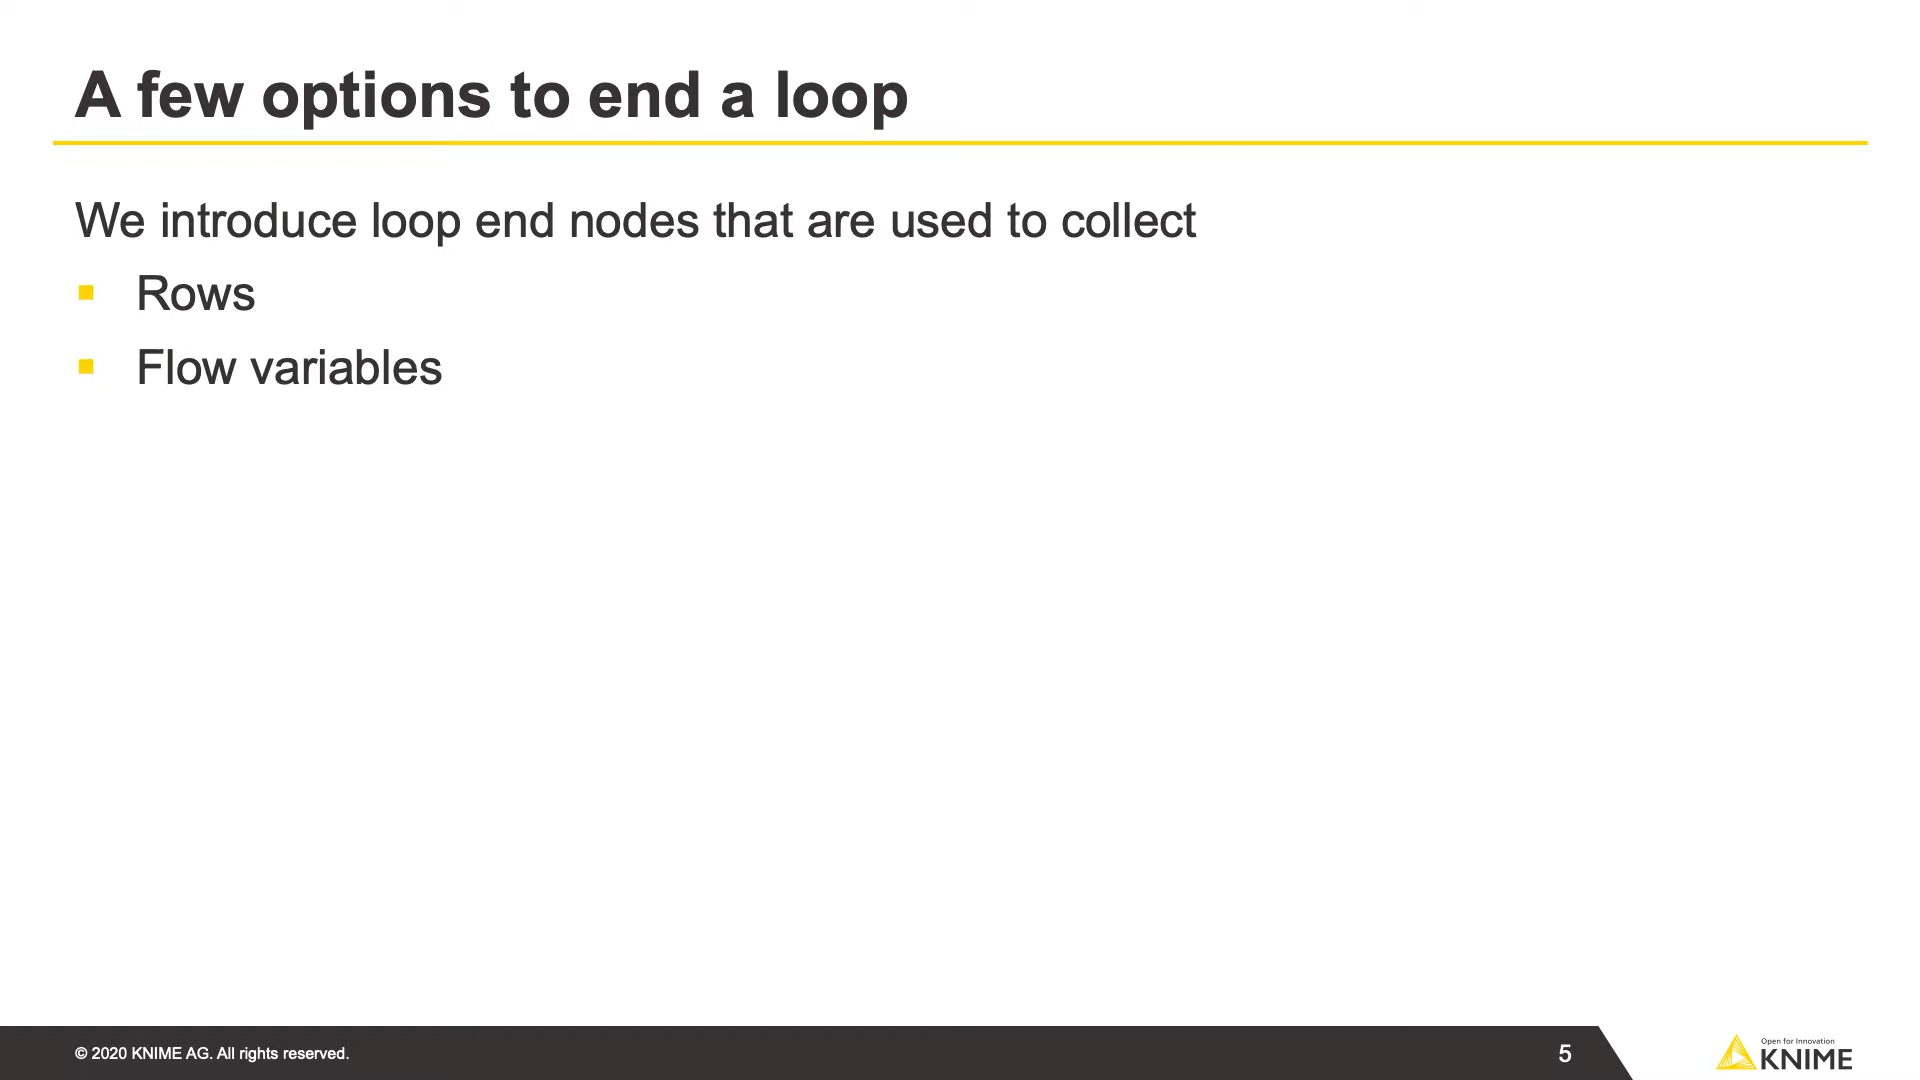 A few options to end a loop
We introduce loop end nodes that are used to collect
Rows
Flow variables
© 2020 KNIME AG. All rights reserved.
5
Open for Innovation
KNIME